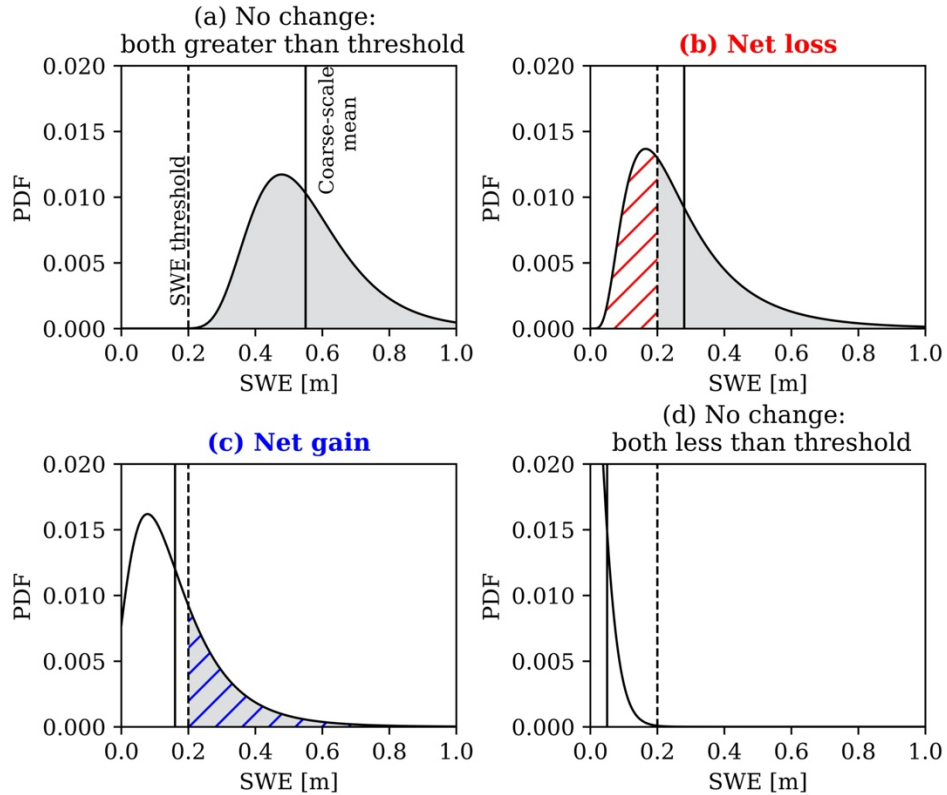 (a) No change:
both greater than threshold
0.020
0.015
0.010
0.005
0.000
PDF
SWE threshold
Coarse-scale
mean
0.0 0.2 0.4 0.6 0.8 1.0
SWE [m]
(b) Net loss
0.020
0.015
0.010
0.005
0.000
PDF
0.0 0.2 0.4 0.6 0.8 1.0
SWE [m]
(c) Net gain
0.020
0.015
0.010
0.005
0.000
PDF
0.0 0.2 0.4 0.6 0.8 1.0
SWE [m]
(d) No change:
both less than threshold
0.020
0.015
0.010
0.005
0.000
PDF
0.0 0.2 0.4 0.6 0.8 1.0
SWE [m]